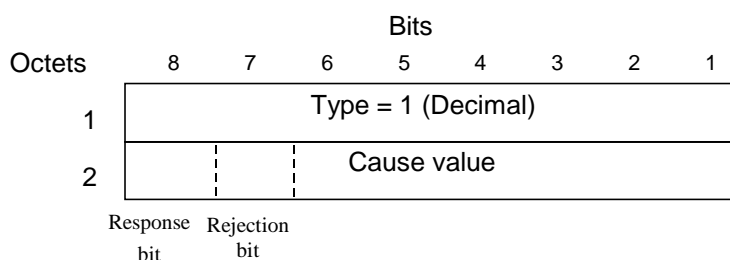 Bits
Octets 8 7 6 5 4 3 2 1
1 Type = 1 (Decimal)
2 Cause value
Response Rejection
bit bit